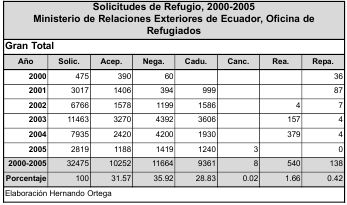 Solicitudes de Refugio, 2000-2005
Ministerio de Relaciones Exteriores de Ecuador, Oficina de
Refugiados
Gran Total
Año Solic. Acep. Nega. Cadu. Canc. Rea. Repa.
2000 475 390 60 36
2001 3017 1406 394 999 87
2002 6766 1578 1199 1586 4 7
2003 11463 3270 4392 3606 157 4
2004 7935 2420 4200 1930 379 4
2005 2819 1188 1419 1240 3 0
2000-2005 32475 10252 11664 9361 8 540 138
Porcentaje 100 31.57 35.92 28.83 0.02 1.66 0.42
Elaboración Hernando Ortega